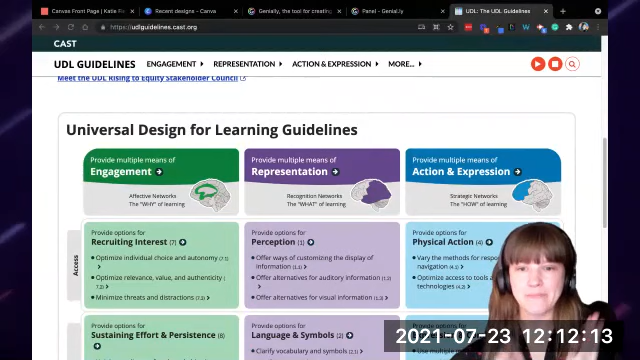 Canvas Front Page | Katie Fie
Recent designs – Canva
Genially, the tool for creating
Panel - Genial.ly
UDL: The UDL Guidelines
https://udlguidelines.cast.org
CAST
UDL GUIDELINES
ENGAGEMENT
REPRESENTATION
ACTION & EXPRESSION
MORE...
Meet the UDL Rising to Equity Stakeholder Council
Universal Design for Learning Guidelines
Provide multiple means of
Engagement
Affective Networks
The "WHY" of learning
Provide multiple means of
Representation
Recognition Networks
The "WHAT" of learning
Provide multiple means of
Action & Expression
Strategic Networks
The "HOW" of learning
Access
Provide options for
Recruiting Interest (7)
Optimize individual choice and autonomy (7.1)
Optimize relevance, value, and authenticity (
7.2)
Minimize threats and distractions (7.3)
Provide options for
Perception (1)
Offer ways of customizing the display of
information (1.1)
Offer alternatives for auditory information (1.2)
Offer alternatives for visual information (1.3)
Provide options for
Physical Action (4)
Vary the methods for respo
navigation (4.1)
Optimize access to tools a
technologies (4.2)
Provide options for
Sustaining Effort & Persistence (8)
Provide options for
Language & Symbols (2)
Clarify vocabulary and symbols (2.1)
Use multiple
2021-07-23 12:12:13